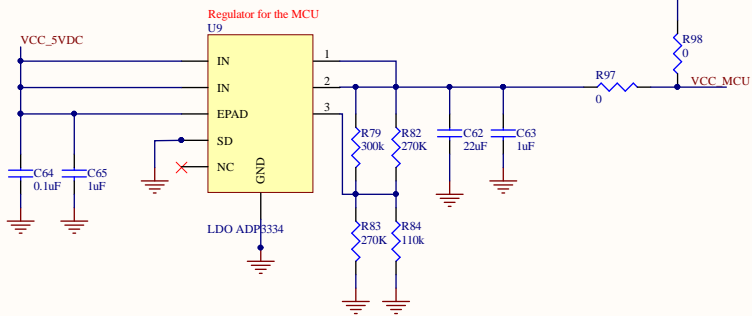 Regulator for the MCU
U9
VCC_5VDC
IN
IN
EPAD
SD
NC
GND
1
2
3
LDO ADP3334
C64
0.1uF
C65
1uF
R79
300k
R82
270K
R83
270K
R84
110k
C62
22uF
C63
1uF
R97
0
R98
0
VCC_MCU